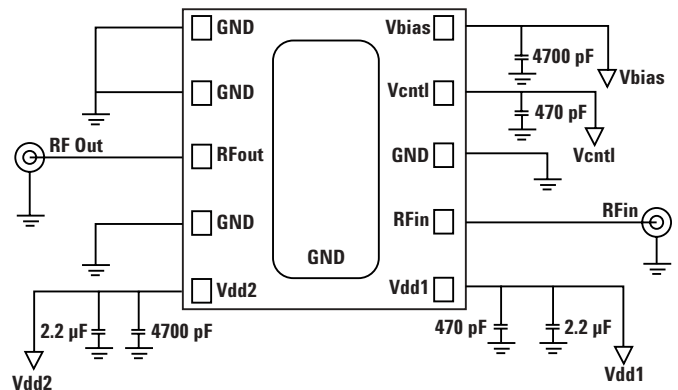 GND
Vbias
4700 pF
Vbias
GND
Vcntl
470 pF
Vcntl
RF Out
RFout
GND
RFin
GND
RFin
GND
Vdd2
Vdd1
2.2 µF
4700 pF
470 pF
2.2 µF
Vdd2
Vdd1